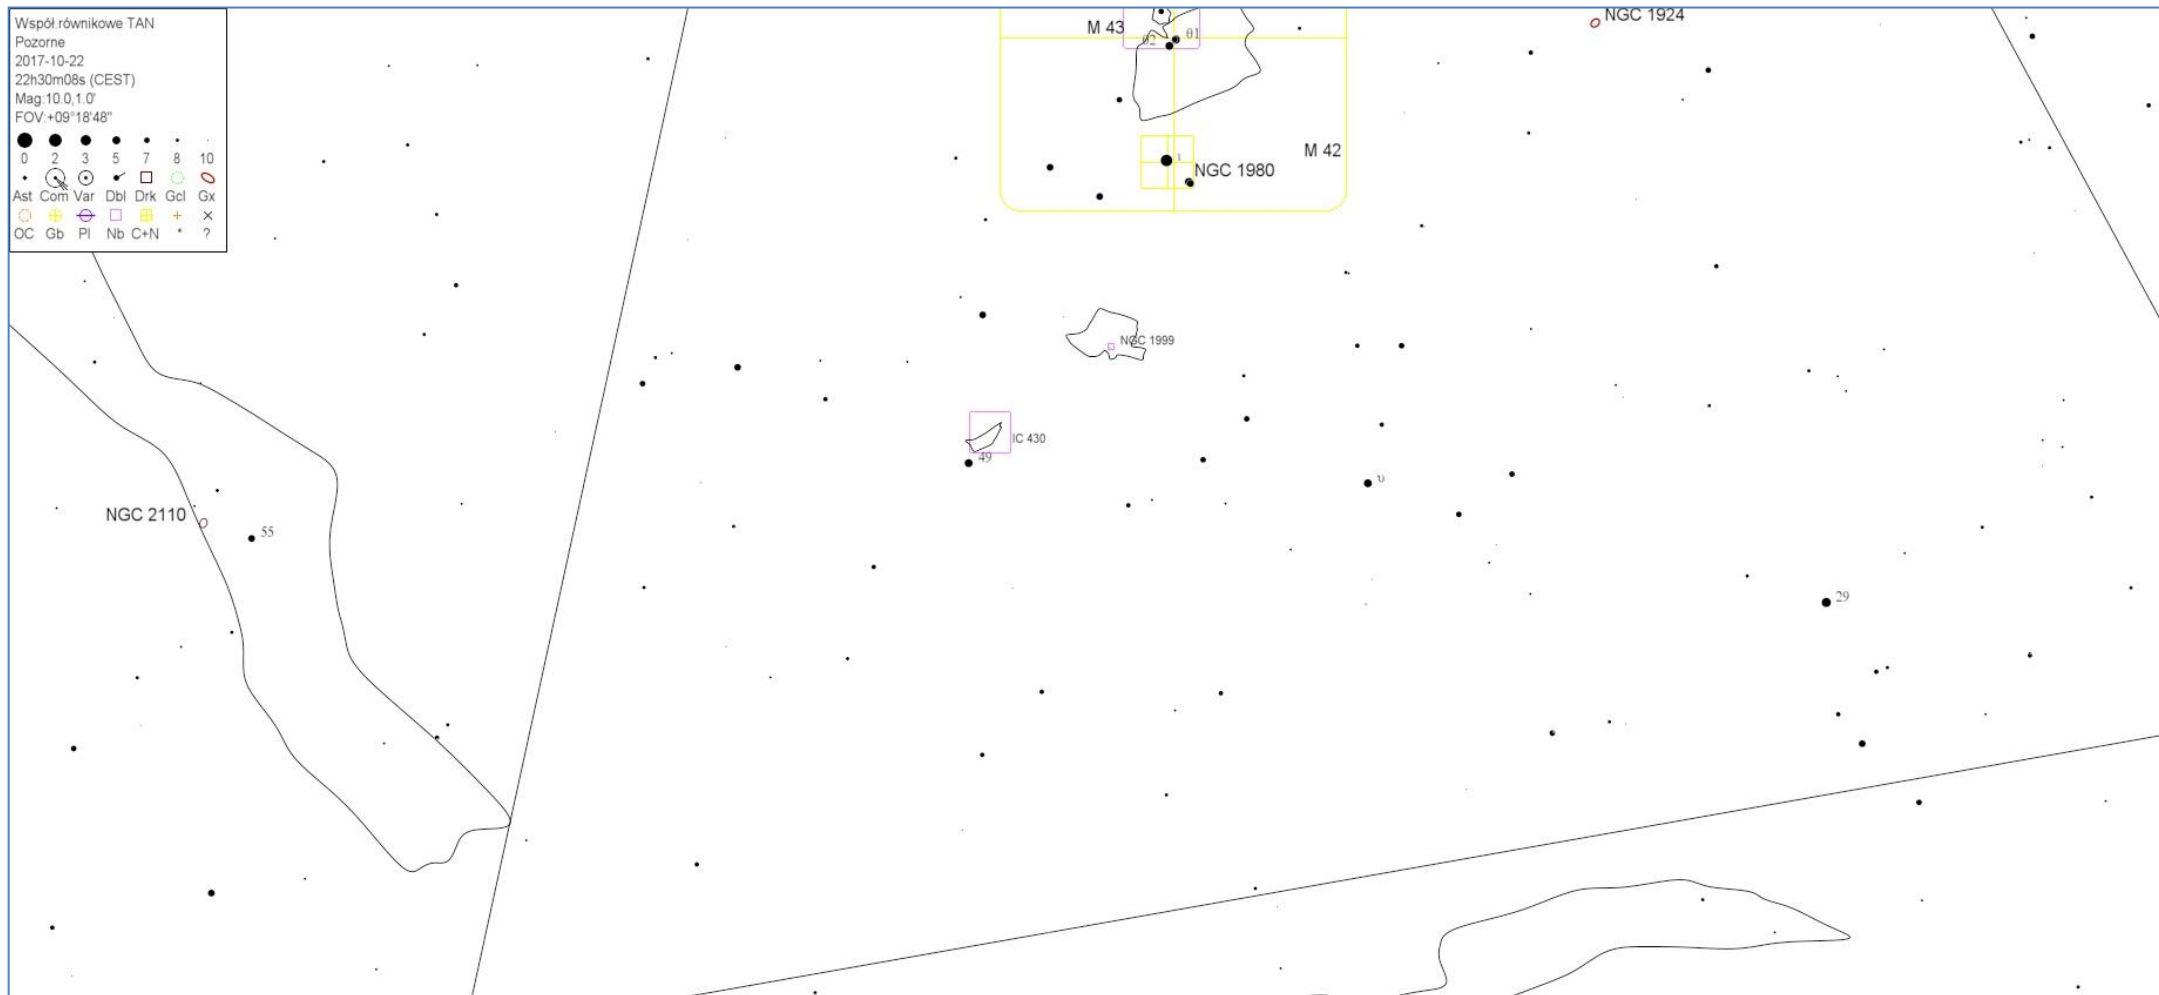 Współ.równikowe TAN
Pozorne
2017-10-22
22h30m08s (CEST)
Mag:10.0,1.0'
FOV:+09°18'48"
0 2 3 5 7 8 10
Ast Com Var Dbl Drk Gcl Gx
OC Gb Pl Nb C+N * ?
M 43
θ2
θ1
NGC 1924
M 42
ι
NGC 1980
NGC 1999
IC 430
49
υ
NGC 2110
55
29